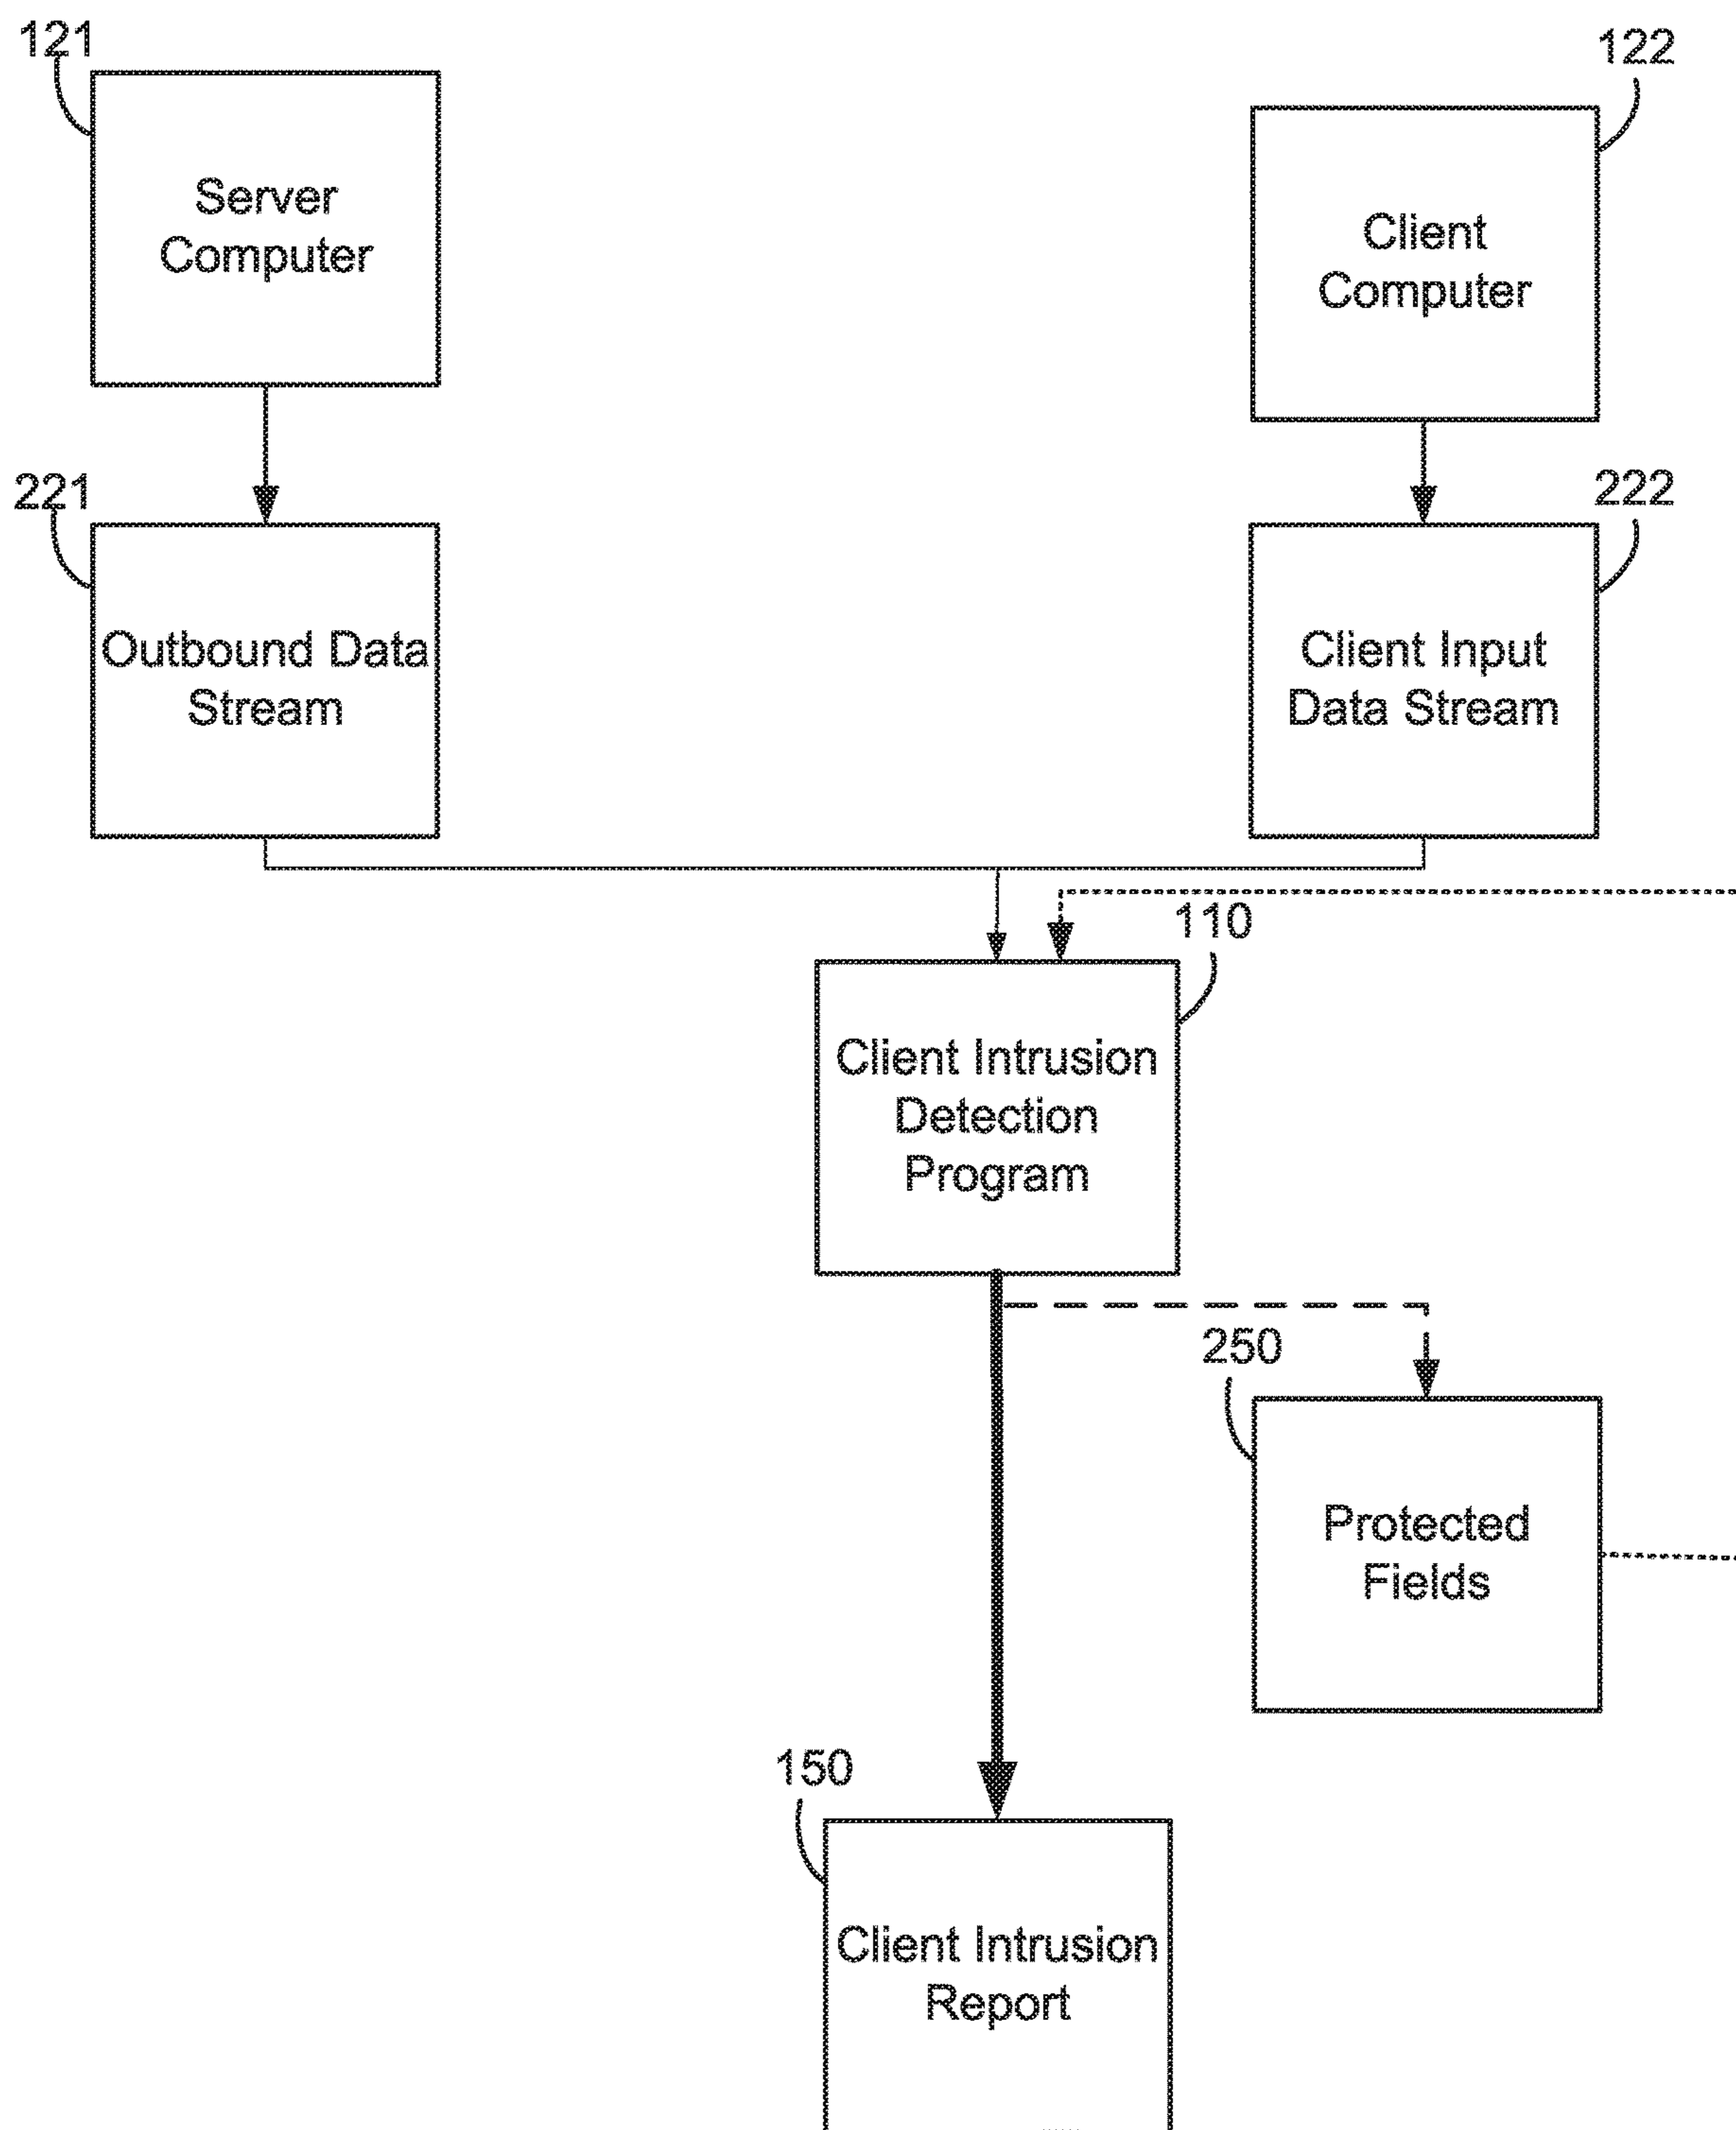 121
Server
Computer
122
Client
Computer
221
Outbound Data
Stream
222
Client Input
Data Stream
110
Client Intrusion
Detection
Program
250
Protected
Fields
150
Client Intrusion
Report